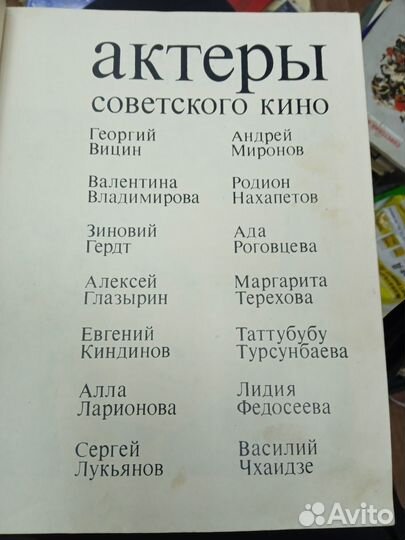 актеры
советского кино
Георгий
Вицин
Валентина
Владимирова
Зиновий
Гердт
Алексей
Глазырин
Евгений
Киндинов
Алла
Ларионова
Сергей
Лукьянов
Андрей
Миронов
Родион
Нахапетов
Ада
Роговцева
Маргарита
Терехова
Таттубубу
Турсунбаева
Лидия
Федосеева
Василий
Чхаидзе
Avito